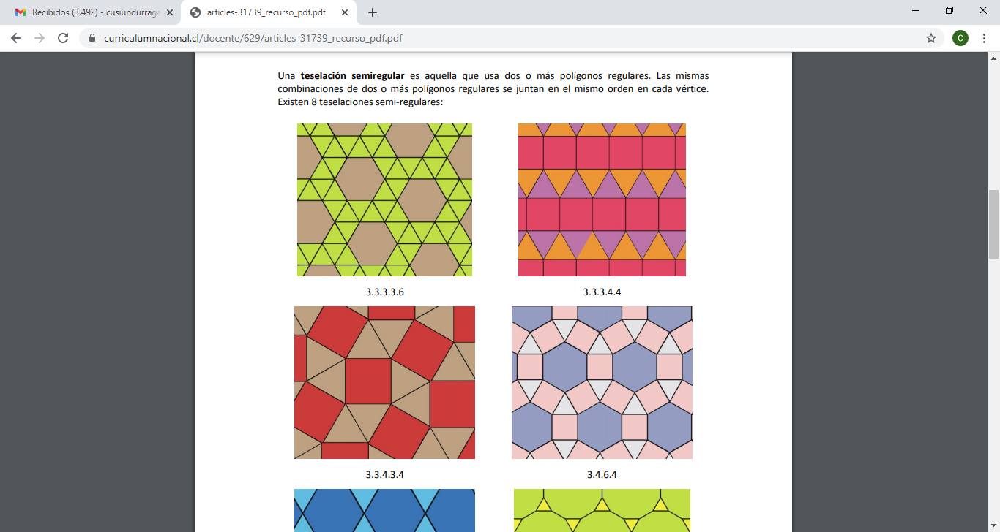 Recibidos (3.492) - cusiundurraga
articles-31739_recurso_pdf.pdf
curriculumnacional.cl/docente/629/articles-31739_recurso_pdf.pdf
C
Una teselación semiregular es aquella que usa dos o más polígonos regulares. Las mismas
combinaciones de dos o más polígonos regulares se juntan en el mismo orden en cada vértice.
Existen 8 teselaciones semi-regulares:
3.3.3.3.6
3.3.3.4.4
3.3.4.3.4
3.4.6.4